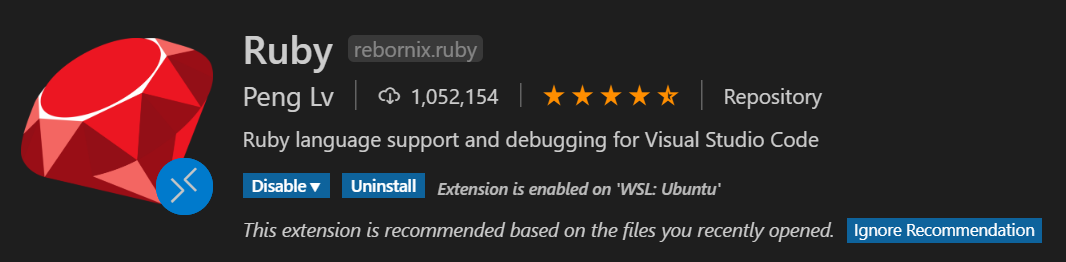 Ruby rebornix.ruby
Peng Lv 1,052,154 Repository
Ruby language support and debugging for Visual Studio Code
Disable Uninstall Extension is enabled on 'WSL: Ubuntu'
This extension is recommended based on the files you recently opened. Ignore Recommendation